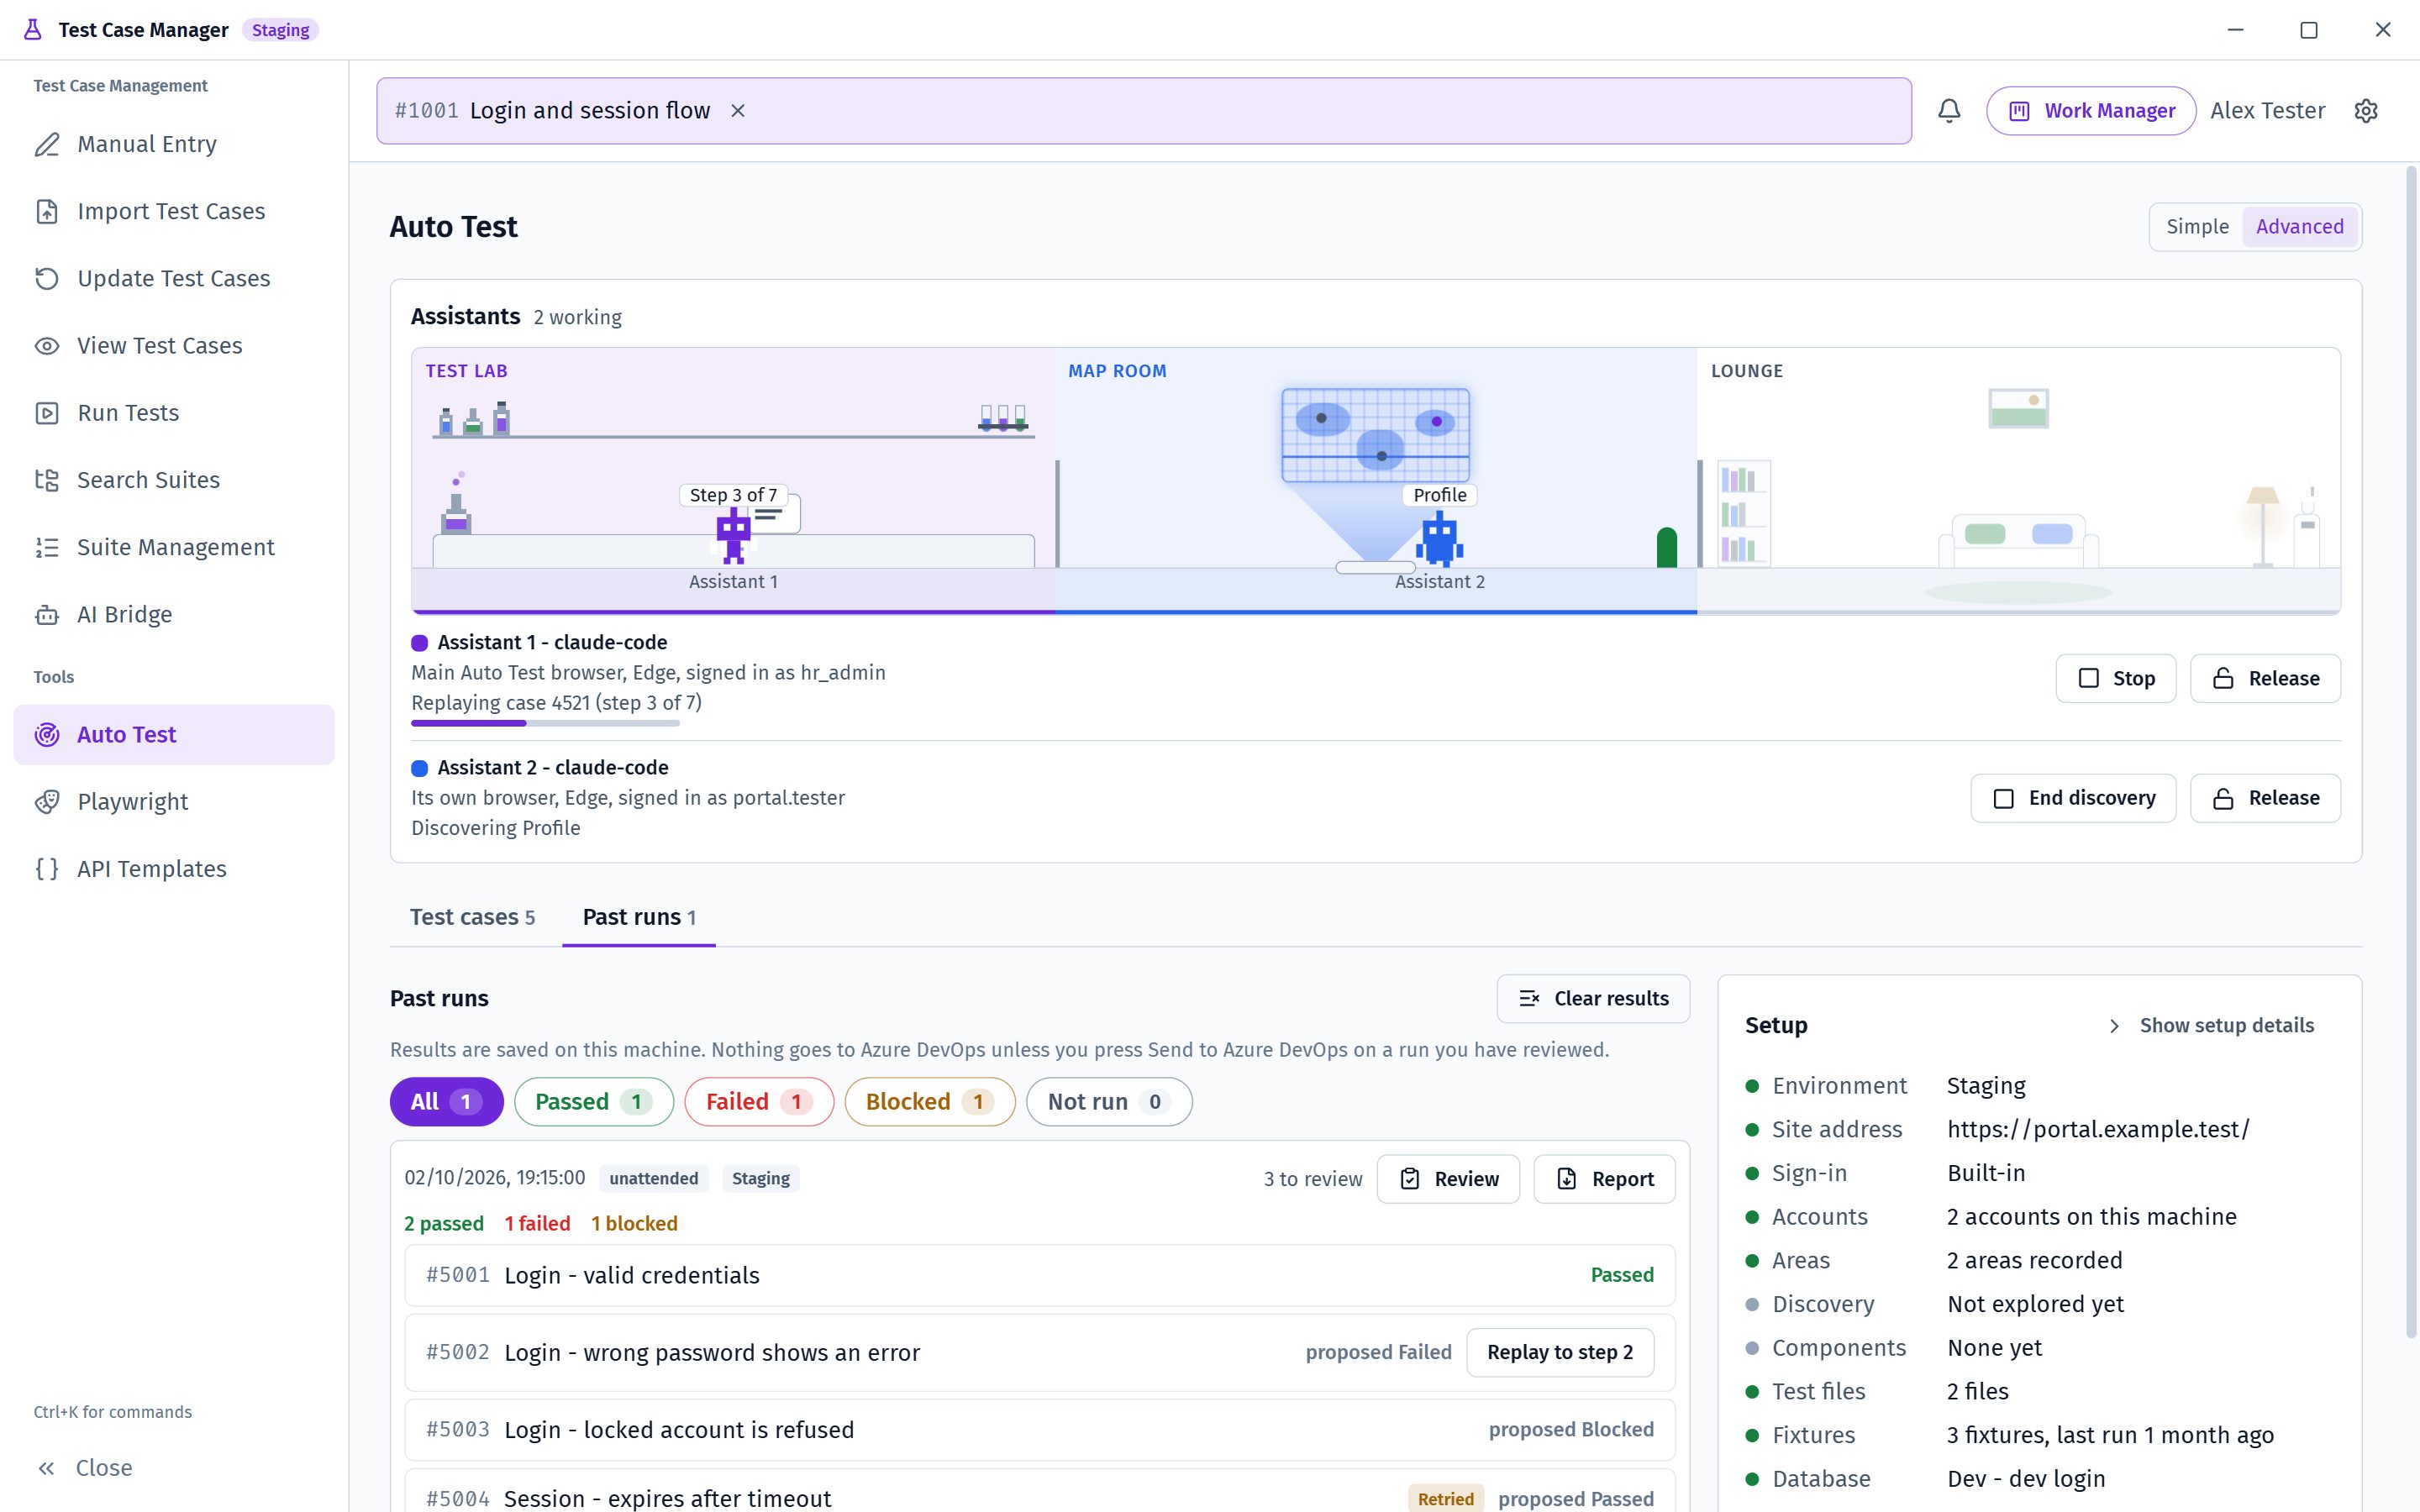 Test Case Manager Staging
Test Case Management
Manual Entry
Import Test Cases
Update Test Cases
View Test Cases
Run Tests
Search Suites
Suite Management
AI Bridge
Tools
Auto Test
Playwright
API Templates
Ctrl+K for commands
Close
#1001 Login and session flow
Work Manager
Alex Tester
Auto Test
Simple Advanced
Assistants 2 working
TEST LAB
MAP ROOM
LOUNGE
Step 3 of 7
Profile
Assistant 1
Assistant 2
Assistant 1 - claude-code
Main Auto Test browser, Edge, signed in as hr_admin
Replaying case 4521 (step 3 of 7)
Stop
Release
Assistant 2 - claude-code
Its own browser, Edge, signed in as portal.tester
Discovering Profile
End discovery
Release
Test cases 5
Past runs 1
Past runs
Clear results
Results are saved on this machine. Nothing goes to Azure DevOps unless you press Send to Azure DevOps on a run you have reviewed.
All 1
Passed 1
Failed 1
Blocked 1
Not run 0
02/10/2026, 19:15:00 unattended Staging
3 to review Review Report
2 passed 1 failed 1 blocked
#5001 Login - valid credentials Passed
#5002 Login - wrong password shows an error proposed Failed Replay to step 2
#5003 Login - locked account is refused proposed Blocked
#5004 Session - expires after timeout Retried proposed Passed
Setup
Show setup details
Environment Staging
Site address https://portal.example.test/
Sign-in Built-in
Accounts 2 accounts on this machine
Areas 2 areas recorded
Discovery Not explored yet
Components None yet
Test files 2 files
Fixtures 3 fixtures, last run 1 month ago
Database Dev - dev login